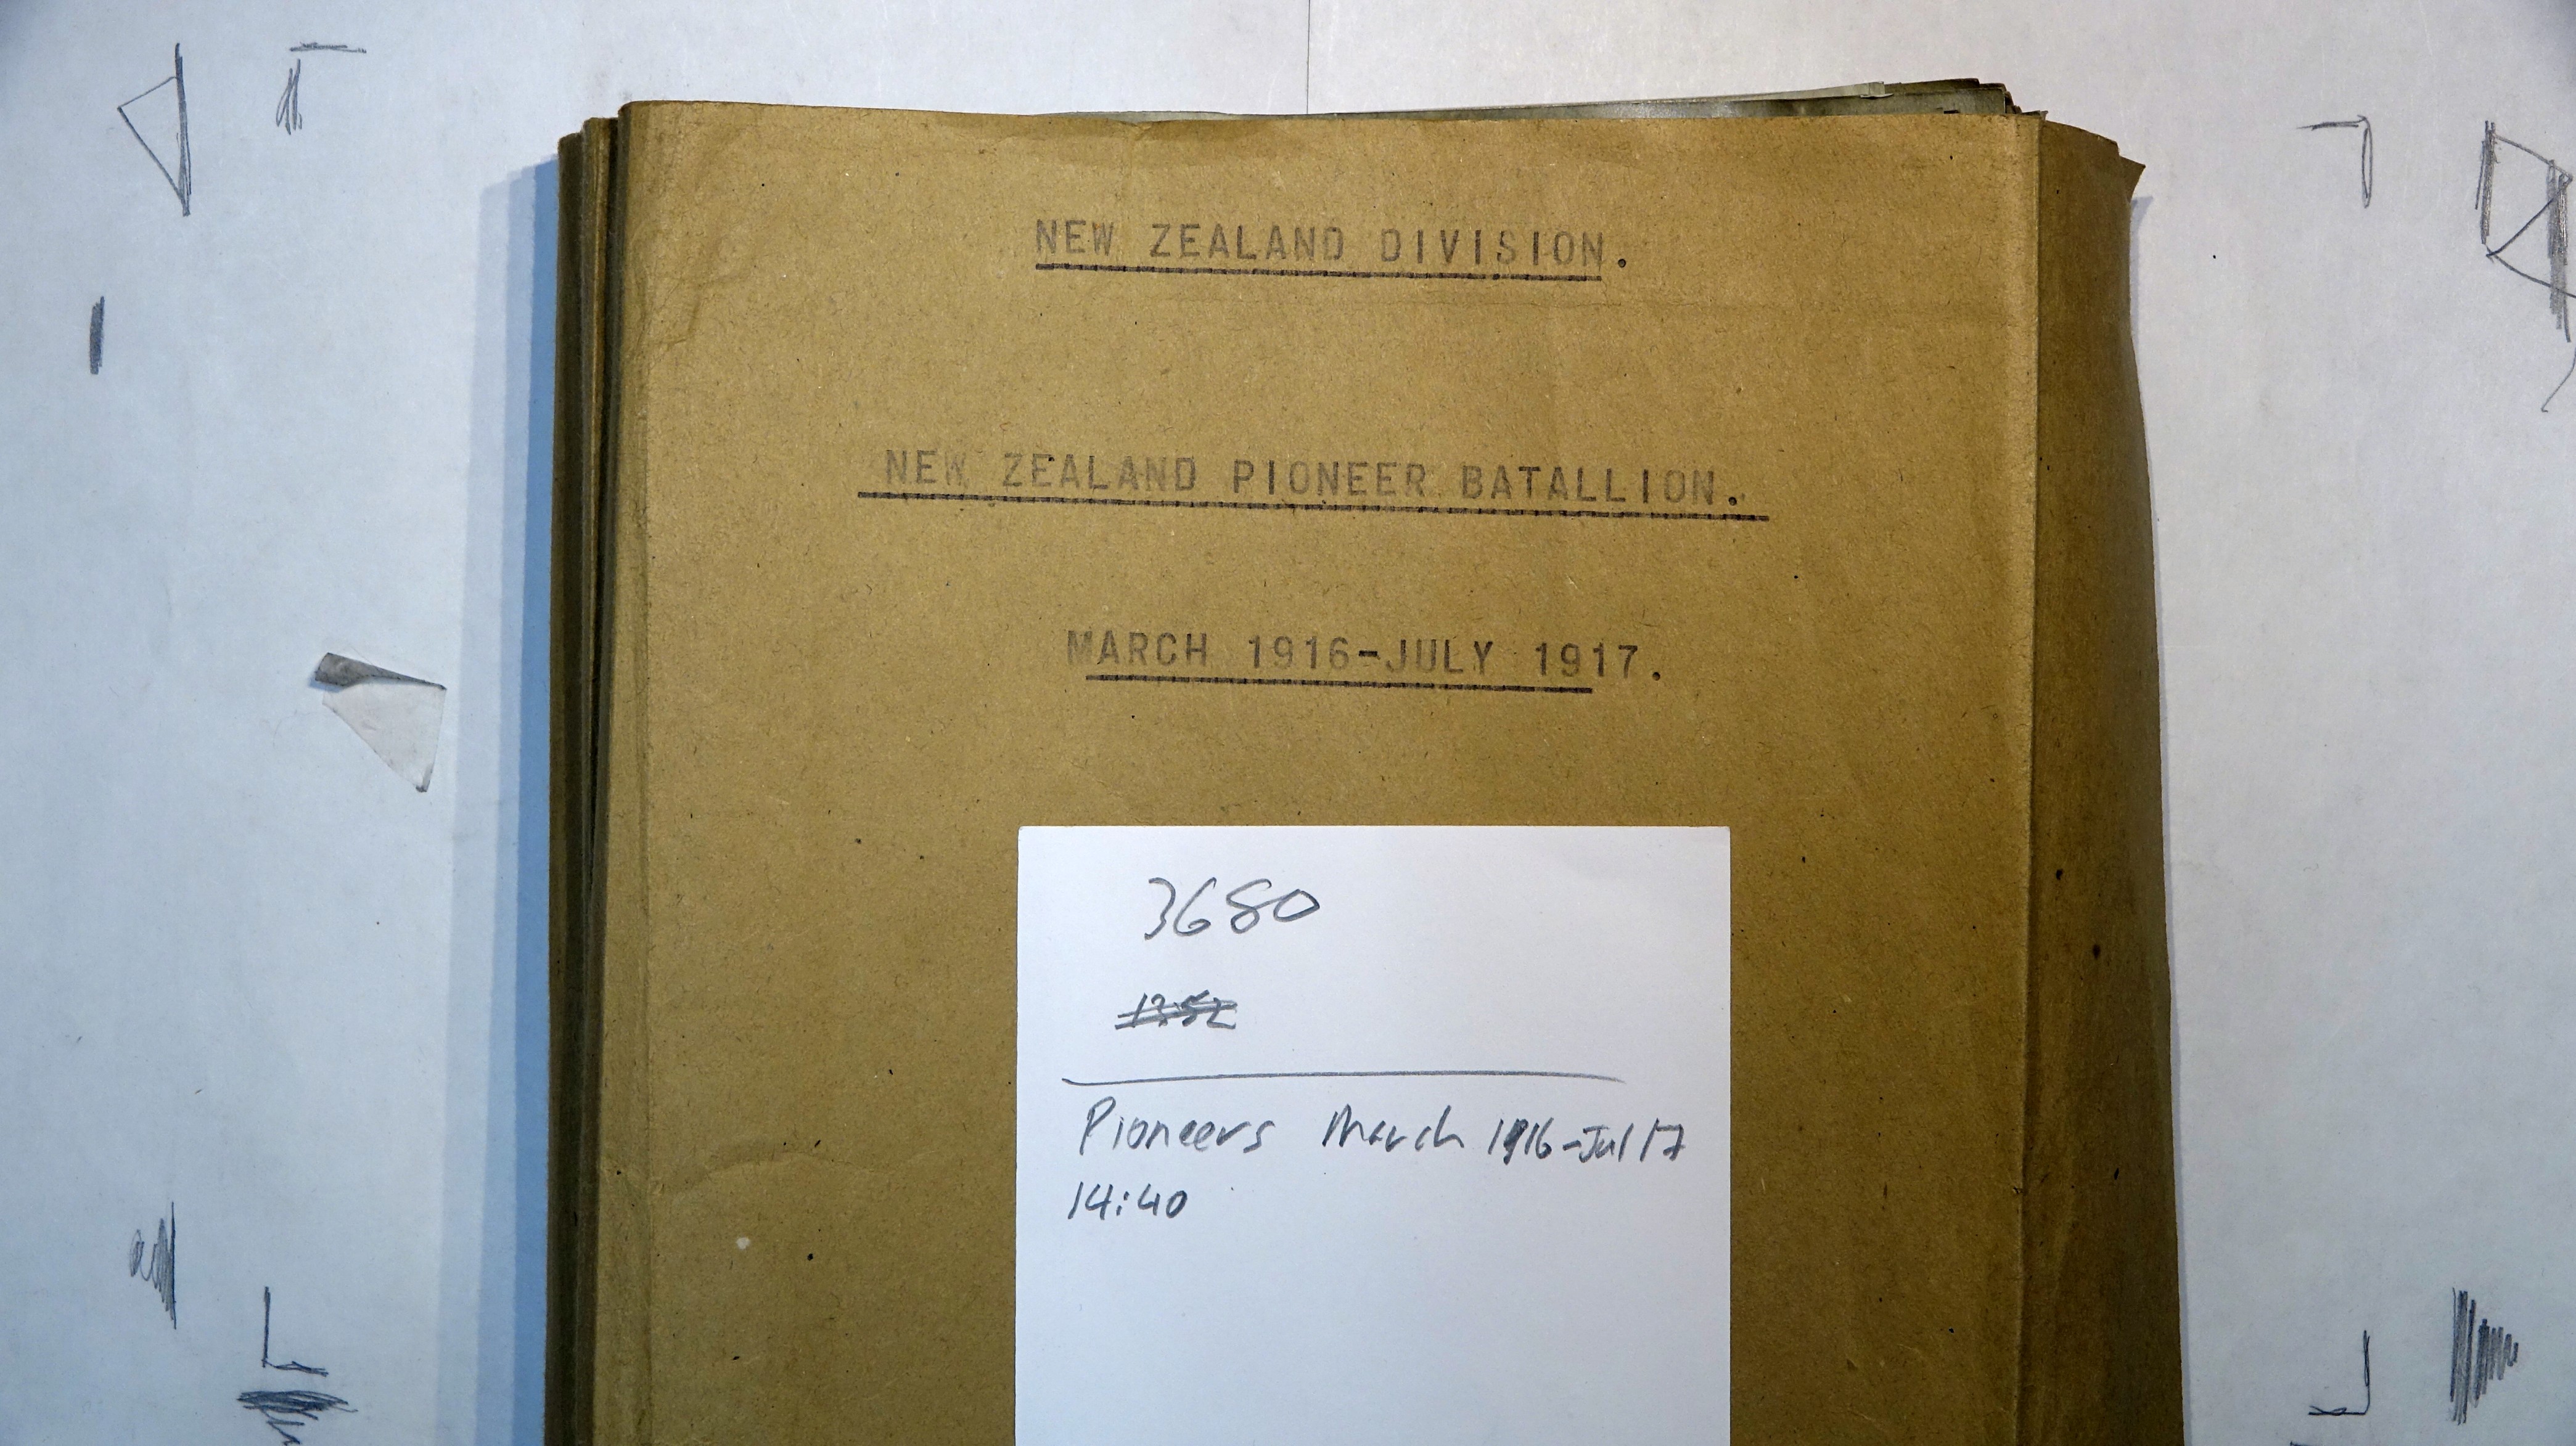 NEW ZEALAND DIVISION.
NEW ZEALAND PIONEER BATALLION.
MARCH 1916-JULY 1917.
3680
Pioneers March 1916-Jul 17
14:40